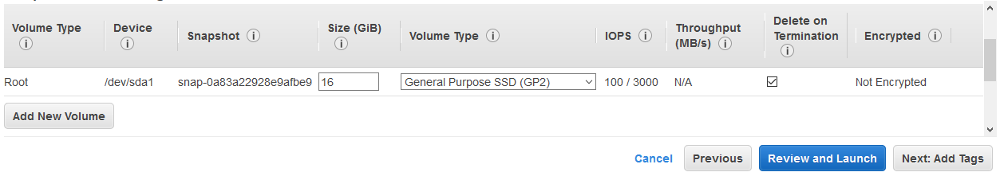 Volume Type
Device
Snapshot
Size (GiB)
Volume Type
IOPS
Throughput
(MB/s)
Delete on
Termination
Encrypted
Root /dev/sda1 snap-0a83a22928e9afbe9 16 General Purpose SSD (GP2) 100 / 3000 N/A Not Encrypted
Add New Volume
Cancel Previous Review and Launch Next: Add Tags